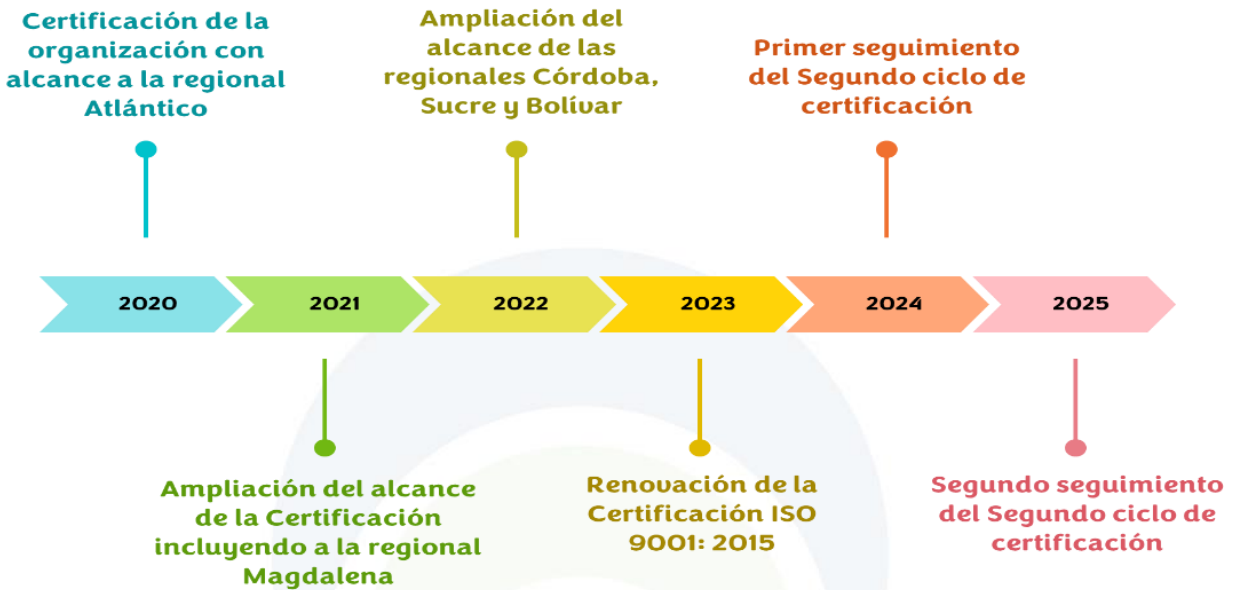 Certificación de la
organización con
alcance a la regional
Atlántico
Ampliación del
alcance de las
regionales Córdoba,
Sucre y Bolívar
Primer seguimiento
del Segundo ciclo de
certificación
2020
2021
2022
2023
2024
2025
Ampliación del alcance
de la Certificación
incluyendo a la regional
Magdalena
Renovación de la
Certificación ISO
9001: 2015
Segundo seguimiento
del Segundo ciclo de
certificación